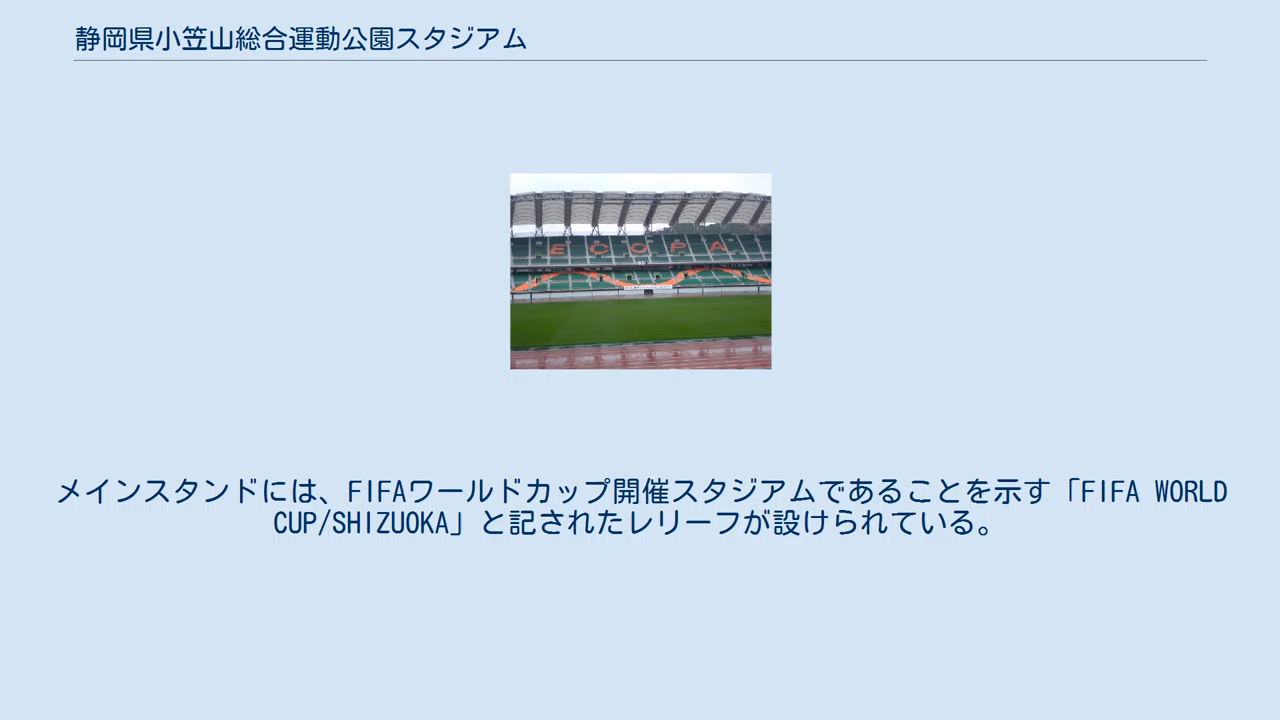 静岡県小笠山総合運動公園スタジアム
ECOPA
メインスタンドには、FIFAワールドカップ開催スタジアムであることを示す「FIFA WORLD
CUP/SHIZUOKA」と記されたレリーフが設けられている。